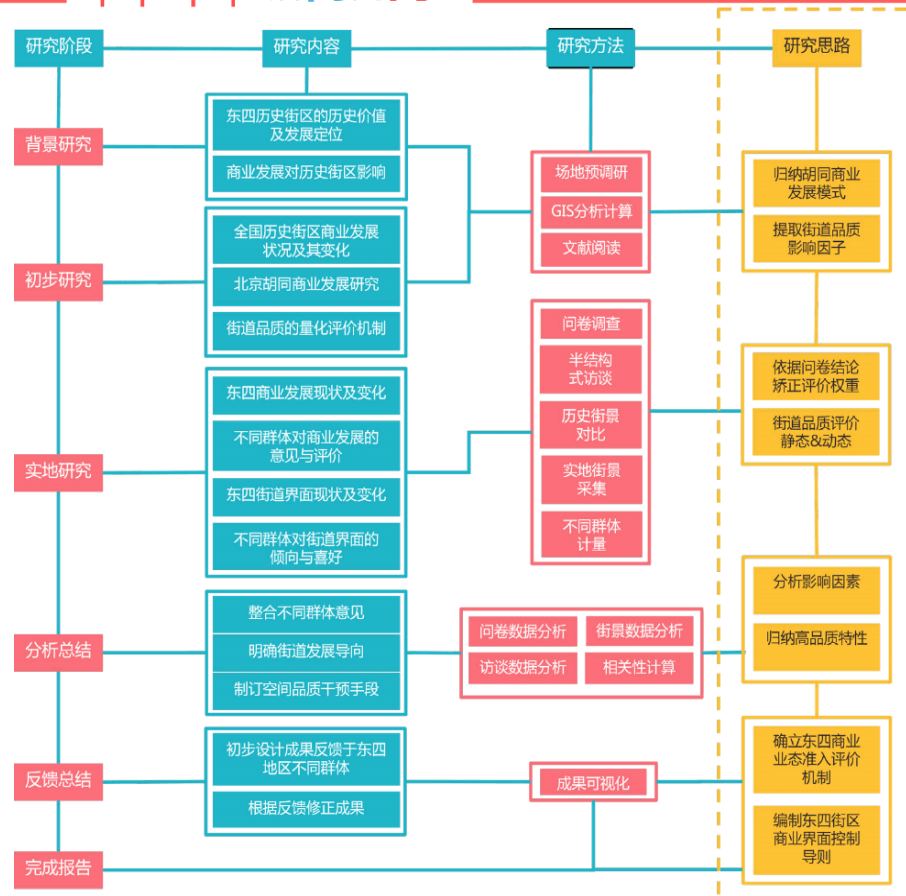 研究阶段
研究内容
研究方法
研究思路
背景研究
东四历史街区的历史价值
及发展定位
商业发展对历史街区影响
场地预调研
GIS分析计算
文献阅读
归纳胡同商业
发展模式
提取街道品质
影响因子
初步研究
全国历史街区商业发展
状况及其变化
北京胡同商业发展研究
街道品质的量化评价机制
实地研究
东四商业发展现状及变化
不同群体对商业发展的
意见与评价
东四街道界面现状及变化
不同群体对街道界面的
倾向与喜好
问卷调查
半结构
式访谈
历史街景
对比
实地街景
采集
不同群体
计量
依据问卷结论
矫正评价权重
街道品质评价
静态&动态
分析总结
整合不同群体意见
明确街道发展导向
制订空间品质干预手段
问卷数据分析
街景数据分析
访谈数据分析
相关性计算
分析影响因素
归纳高品质特性
反馈总结
初步设计成果反馈于东四
地区不同群体
根据反馈修正成果
成果可视化
确立东四商业
业态准入评价
机制
编制东四街区
商业界面控制
导则
完成报告